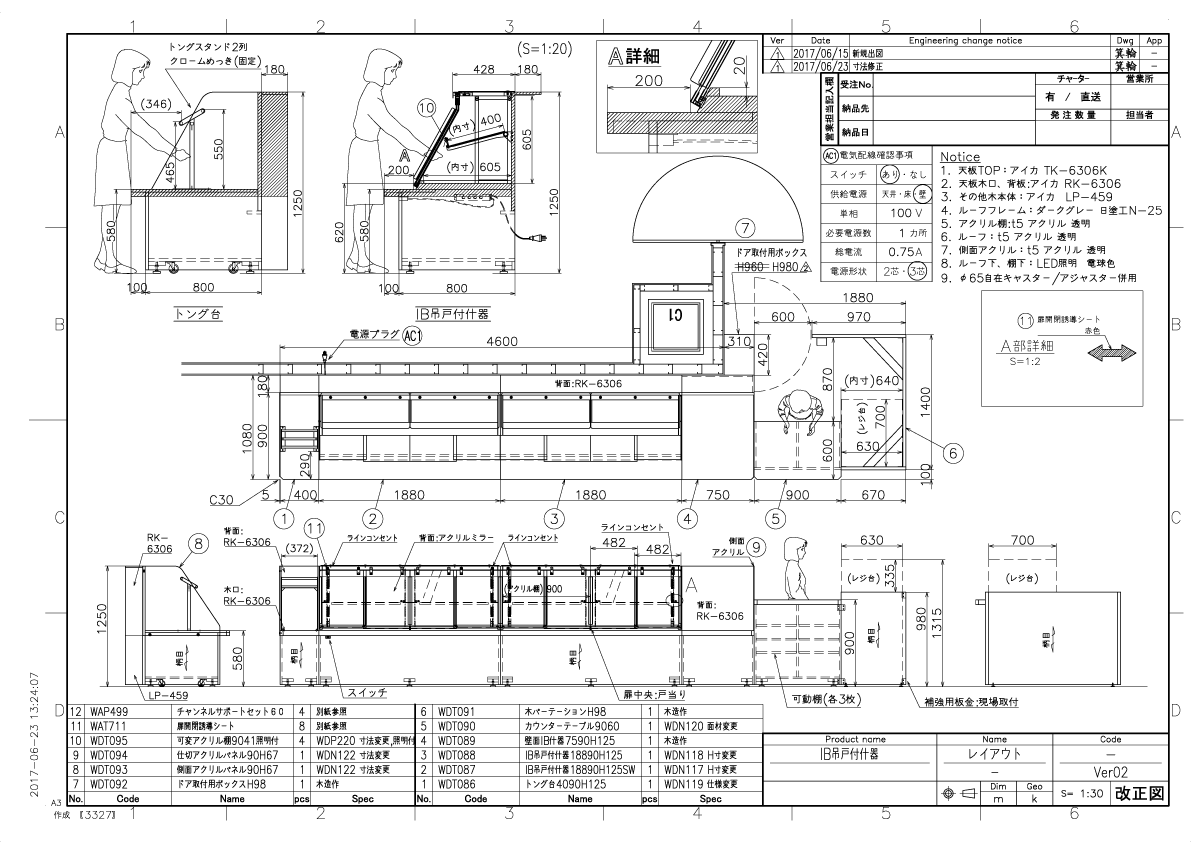 1 2 3 4 5 6
A
B
C
D
トングスタンド2列
クロームめっき(固定)
180
(346)
465
550
580
1250
100 800
トング台
(S=1:20)
428 180
10
(内寸) 400
605
A
200
(内寸) 605
620
580
1250
100 800
IB吊戸付什器
A詳細
200
20
Ver Date Engineering change notice Dwg App
1 2017/06/15 新規出図 箕輪 -
1 2017/06/23 寸法修正 箕輪 -
営業担当記入欄
受注No.
納品先
納品日
チャーター 営業所
有 / 直送
発注数量 担当者
AC1 電気配線確認事項
スイッチ あり・なし
供給電源 天井・床・壁
単相 100 V
必要電源数 1 カ所
総電流 0.75A
電源形状 2芯・3芯
Notice
1. 天板TOP:アイカ TK-6306K
2. 天板木口、背板:アイカ RK-6306
3. その他木本体:アイカ LP-459
4. ルーフフレーム:ダークグレー 日塗工N-25
5. アクリル棚:t5 アクリル 透明
6. ルーフ:t5 アクリル 透明
7. 側面アクリル:t5 アクリル 透明
8. ルーフ下、棚下:LED照明 電球色
9. φ65自在キャスター/アジャスター併用
11 扉開閉誘導シート
赤色
A部詳細
S=1:2
7
ドア取付用ボックス
H960 H980 2
C1
電源プラグ AC1
4600
310
420
1880
600 970
背面:RK-6306
180
1080
900
290
870
600
(内寸)640
(レジ台)
700
630
1400
100
6
C30
5 400 1880 1880 750 900 670
1 2 3 4 5
RK-
6306
8
1250
580
柄目
LP-459
背面:
RK-6306
(372)
木口:
RK-6306
11
ラインコンセント
背面:アクリルミラー
ラインコンセント
482
482
ラインコンセント
(アクリル棚) 900
A
背面:
RK-6306
側面
アクリル
9
柄目
柄目
スイッチ
扉中央:戸当り
900
可動棚(各3枚)
630
(レジ台)
335
柄目
980
1315
補強用板金:現場取付
700
(レジ台)
柄目
12 WAP499 チャンネルサポートセット60 4 別紙参照
11 WAT711 扉開閉誘導シート 8 別紙参照
10 WDT095 可変アクリル棚9041照明付 4 WDP220 寸法変更,照明付
9 WDT094 仕切アクリルパネル90H67 1 WDN122 寸法変更
8 WDT093 側面アクリルパネル90H67 1 WDN122 寸法変更
7 WDT092 ドア取付用ボックスH98 1 木造作
No. Code Name pcs Spec
6 WDT091 木パーテーションH98 1 木造作
5 WDT090 カウンターテーブル9060 1 WDN120 面材変更
4 WDT089 壁面IB什器7590H125 1 木造作
3 WDT088 IB吊戸付什器18890H125 1 WDN118 H寸変更
2 WDT087 IB吊戸付什器18890H125SW 1 WDN117 H寸変更
1 WDT086 トング台4090H125 1 WDN119 仕様変更
No. Code Name pcs Spec
Product name Name Code
IB吊戸付什器 レイアウト -
- Ver02
Dim Geo
m k
S= 1:30 改正図
2017-06-23 13:24:07
A3
作成 【3327】
1 2 3 4 5 6